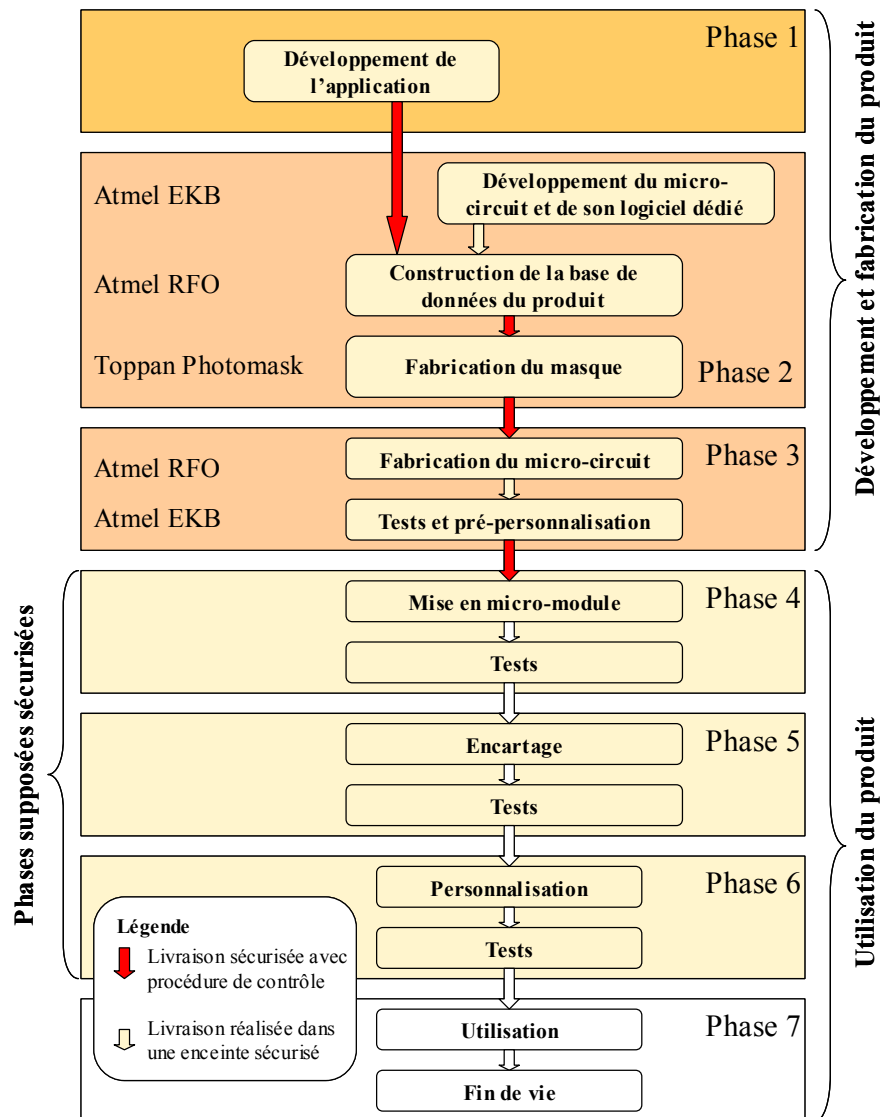 Phase 1
Développement de
l'application
Atmel EKB
Développement du micro-
circuit et de son logiciel dédié
Atmel RFO
Construction de la base de
données du produit
Toppan Photomask
Fabrication du masque
Phase 2
Phase 3
Atmel RFO
Fabrication du micro-circuit
Atmel EKB
Tests et pré-personnalisation
Développement et fabrication du produit
Phase 4
Mise en micro-module
Tests
Phase 5
Encartage
Tests
Phase 6
Personnalisation
Tests
Phases supposées sécurisées
Légende
Livraison sécurisée avec
procédure de contrôle
Livraison réalisée dans
une enceinte sécurisé
Phase 7
Utilisation
Fin de vie
Utilisation du produit